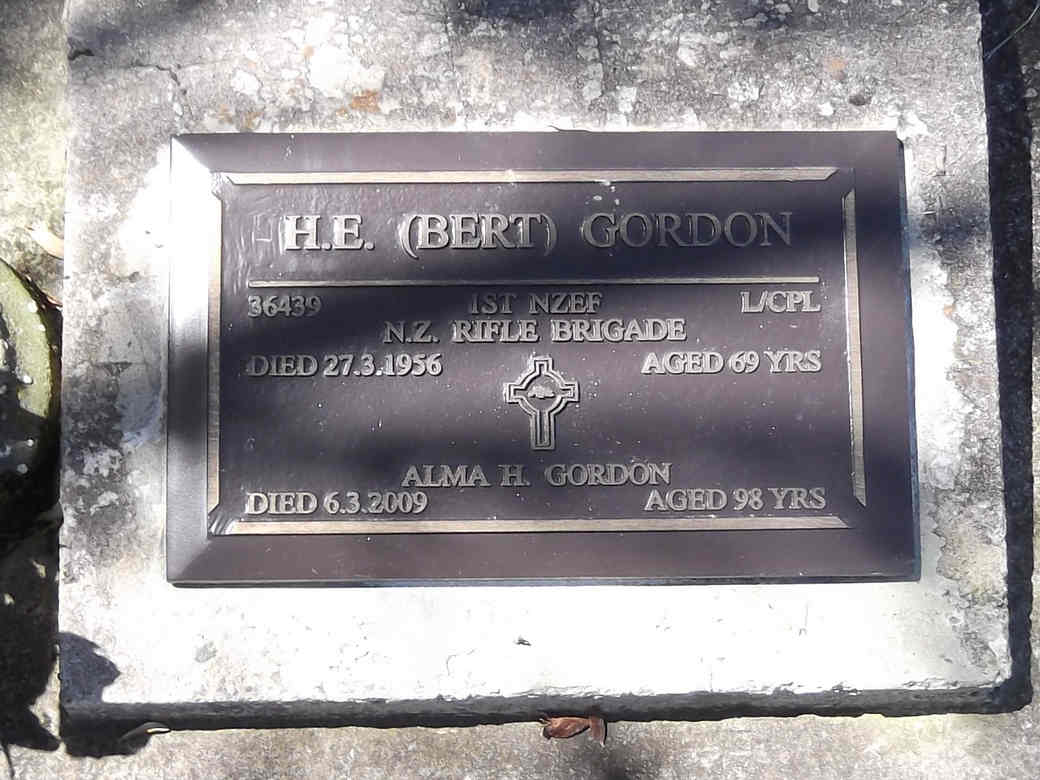 H.E. (BERT) GORDON
36439 1ST NZEF L/CPL
N.Z. RIFLE BRIGADE
DIED 27.3.1956 AGED 69 YRS
ALMA H. GORDON
DIED 6.3.2009 AGED 98 YRS